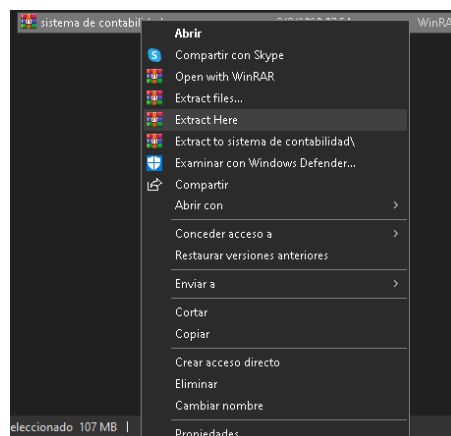 sistema de contabil
WinRA
Abrir
Compartir con Skype
Open with WinRAR
Extract files...
Extract Here
Extract to sistema de contabilidad\
Examinar con Windows Defender...
Compartir
Abrir con
Conceder acceso a
Restaurar versiones anteriores
Enviar a
Cortar
Copiar
Crear acceso directo
Eliminar
Cambiar nombre
Propiedades
eleccionado 107 MB